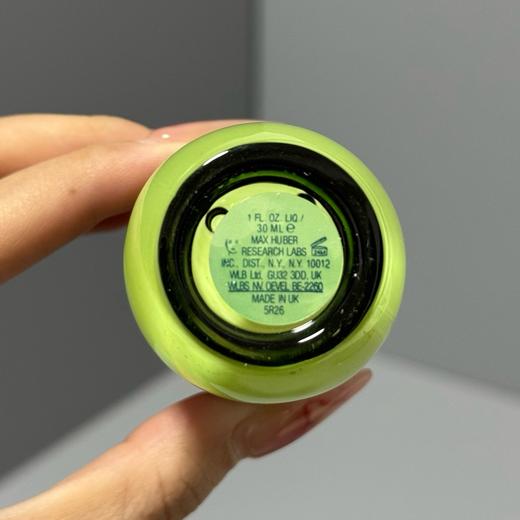 1 FL. OZ. LIQ /
30 ML ℮
MAX HUBER
RESEARCH LABS
INC., DIST., N.Y., N.Y. 10012
WLB Ltd. GU32 3DD, UK
WLBS NV. OEVEL BE-2260
MADE IN UK
5R26